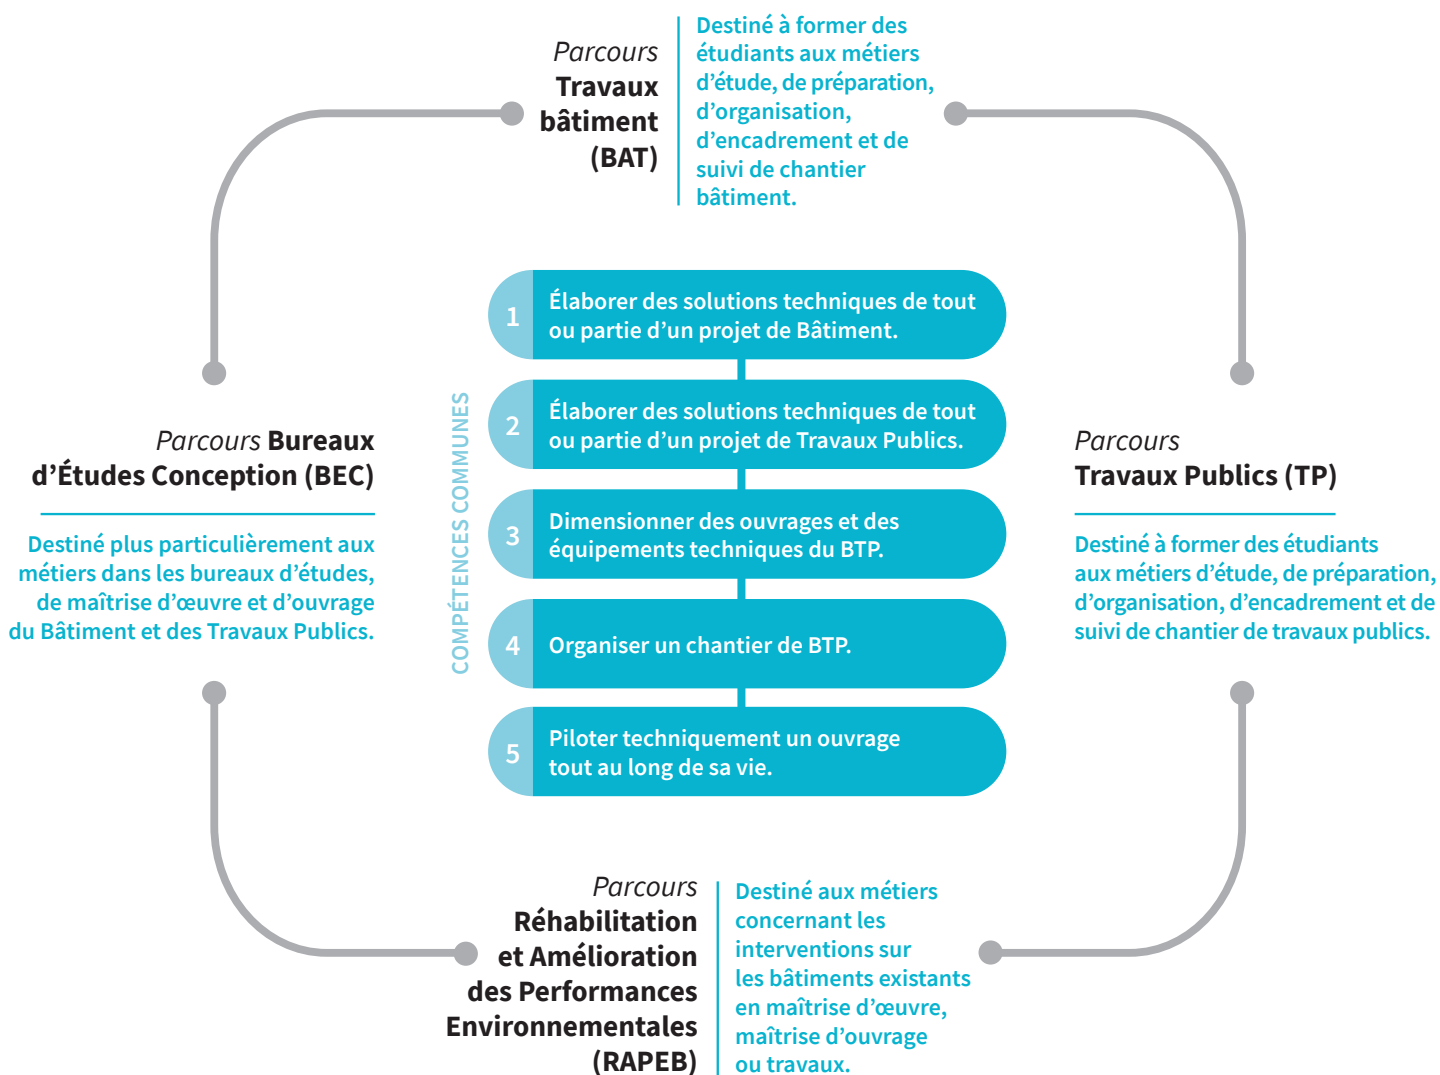 Parcours
Travaux
bâtiment
(BAT)
Destiné à former des
étudiants aux métiers
d’étude, de préparation,
d’organisation,
d’encadrement et de
suivi de chantier
bâtiment.
COMPÉTENCES COMMUNES
1
Élaborer des solutions techniques de tout
ou partie d’un projet de Bâtiment.
2
Élaborer des solutions techniques de tout
ou partie d’un projet de Travaux Publics.
3
Dimensionner des ouvrages et des
équipements techniques du BTP.
4
Organiser un chantier de BTP.
5
Piloter techniquement un ouvrage
tout au long de sa vie.
Parcours Bureaux
d’Études Conception (BEC)
Destiné plus particulièrement aux
métiers dans les bureaux d’études,
de maîtrise d’œuvre et d’ouvrage
du Bâtiment et des Travaux Publics.
Parcours
Travaux Publics (TP)
Destiné à former des étudiants
aux métiers d’étude, de préparation,
d’organisation, d’encadrement et de
suivi de chantier de travaux publics.
Parcours
Réhabilitation
et Amélioration
des Performances
Environnementales
(RAPEB)
Destiné aux métiers
concernant les
interventions sur
les bâtiments existants
en maîtrise d’œuvre,
maîtrise d’ouvrage
ou travaux.